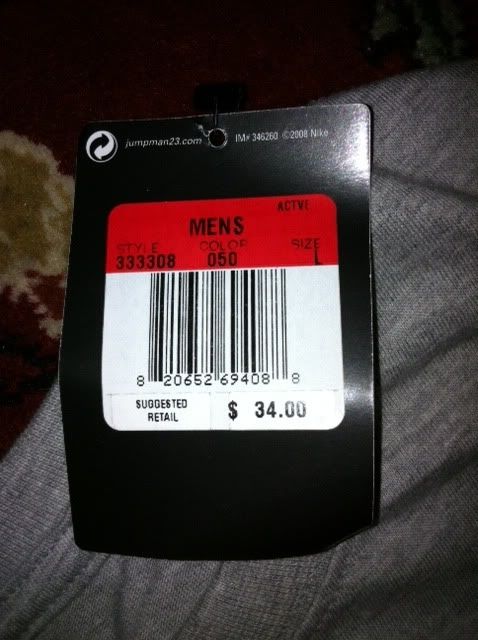 jumpman23.com IM# 346260 ©2008 Nike
ACTVE
MENS
STYLE COLOR SIZE
333308 050 L
8 20652 69408 8
SUGGESTED RETAIL $ 34.00